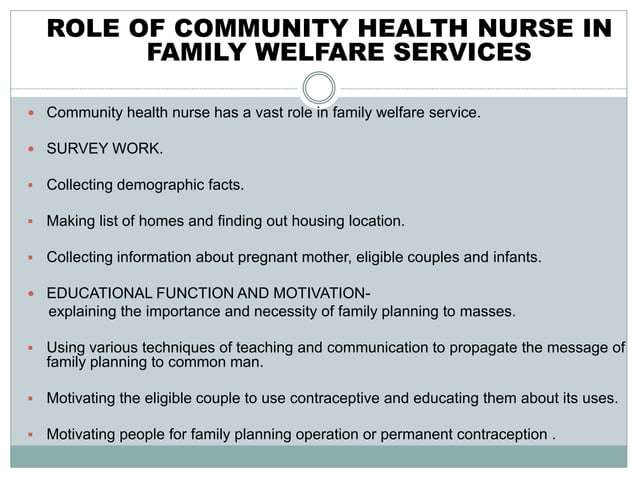 ROLE OF COMMUNITY HEALTH NURSE IN
FAMILY WELFARE SERVICES
Community health nurse has a vast role in family welfare service.
SURVEY WORK.
Collecting demographic facts.
Making list of homes and finding out housing location.
Collecting information about pregnant mother, eligible couples and infants.
EDUCATIONAL FUNCTION AND MOTIVATION-
explaining the importance and necessity of family planning to masses.
Using various techniques of teaching and communication to propagate the message of
family planning to common man.
Motivating the eligible couple to use contraceptive and educating them about its uses.
Motivating people for family planning operation or permanent contraception .